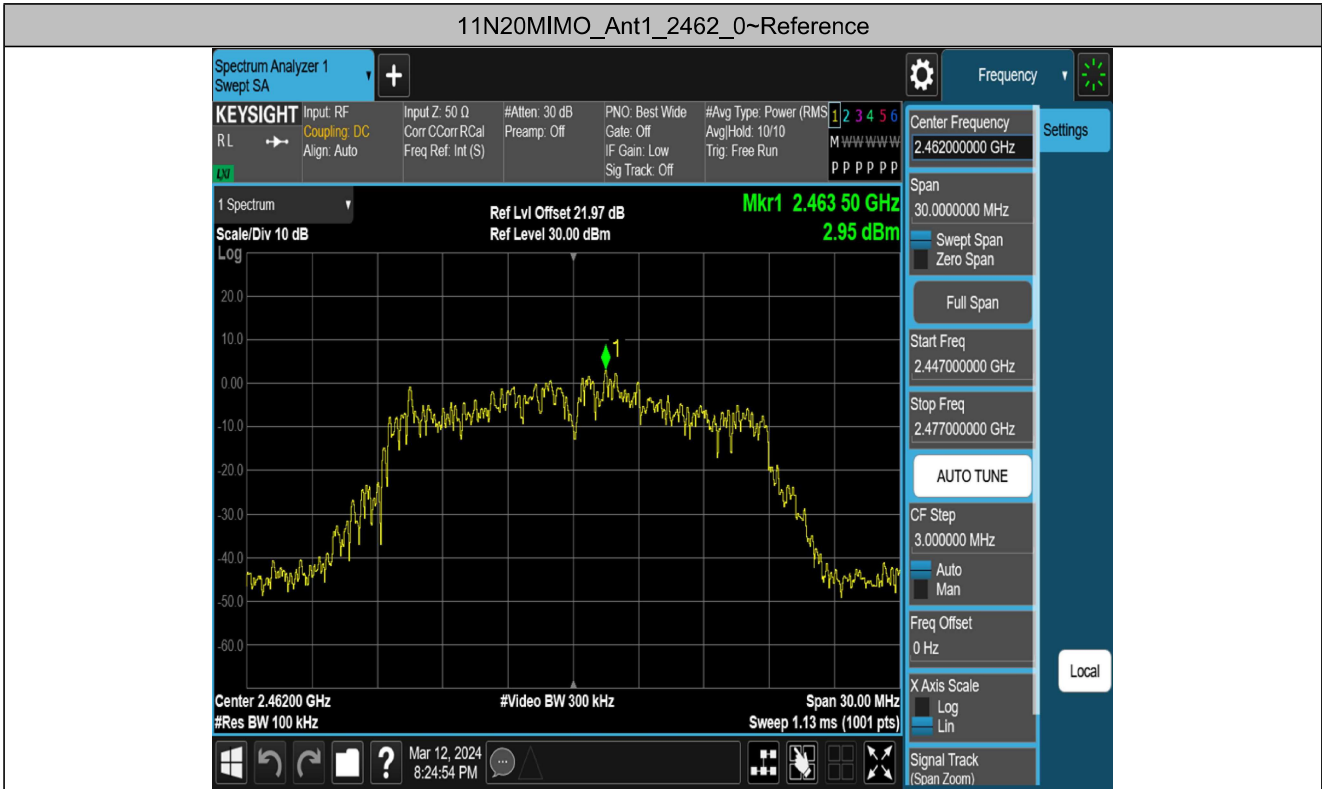 11N20MIMO_Ant1_2462_0~Reference
Spectrum Analyzer 1
Swept SA
+
Frequency
KEYSIGHT
RL
LXI
Input: RF
Coupling: DC
Align: Auto
Input Z: 50 Ω
Corr CCorr RCal
Freq Ref: Int (S)
#Atten: 30 dB
Preamp: Off
PNO: Best Wide
Gate: Off
IF Gain: Low
Sig Track: Off
#Avg Type: Power (RMS
Avg|Hold: 10/10
Trig: Free Run
1 2 3 4 5 6
M W W W W W
P P P P P P
1 Spectrum
Scale/Div 10 dB
Log
Ref Lvl Offset 21.97 dB
Ref Level 30.00 dBm
Mkr1 2.463 50 GHz
2.95 dBm
20.0
10.0
0.00
-10.0
-20.0
-30.0
-40.0
-50.0
-60.0
1
Center 2.46200 GHz
#Res BW 100 kHz
#Video BW 300 kHz
Span 30.00 MHz
Sweep 1.13 ms (1001 pts)
Mar 12, 2024
8:24:54 PM
?
Center Frequency
2.462000000 GHz
Settings
Span
30.0000000 MHz
Swept Span
Zero Span
Full Span
Start Freq
2.447000000 GHz
Stop Freq
2.477000000 GHz
AUTO TUNE
CF Step
3.000000 MHz
Auto
Man
Freq Offset
0 Hz
X Axis Scale
Log
Lin
Local
Signal Track
(Span Zoom)